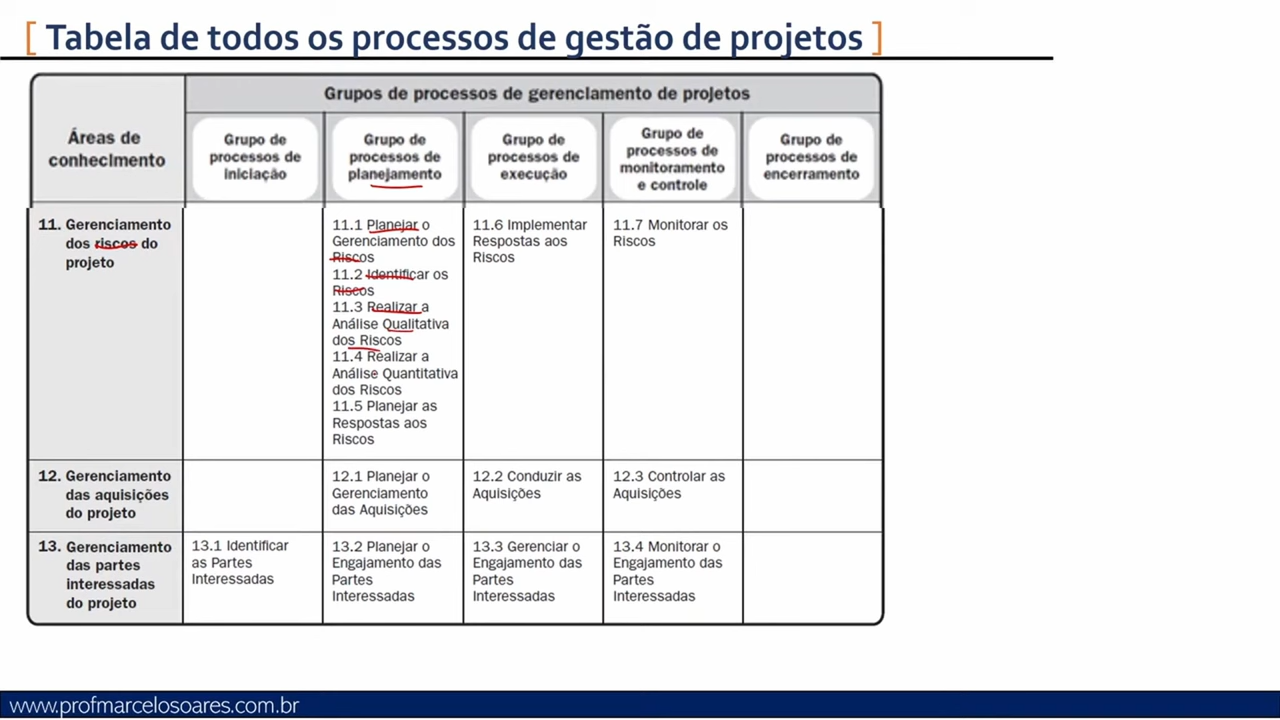 [ Tabela de todos os processos de gestão de projetos ]
Áreas de
conhecimento
Grupos de processos de gerenciamento de projetos
Grupo de
processos de
iniciação
Grupo de
processos de
planejamento
Grupo de
processos de
execução
Grupo de
processos de
monitoramento
e controle
Grupo de
processos de
encerramento
11. Gerenciamento
dos riscos do
projeto
11.1 Planejar o
Gerenciamento dos
Riscos
11.2 Identificar os
Riscos
11.3 Realizar a
Análise Qualitativa
dos Riscos
11.4 Realizar a
Análise Quantitativa
dos Riscos
11.5 Planejar as
Respostas aos
Riscos
11.6 Implementar
Respostas aos
Riscos
11.7 Monitorar os
Riscos
12. Gerenciamento
das aquisições
do projeto
12.1 Planejar o
Gerenciamento
das Aquisições
12.2 Conduzir as
Aquisições
12.3 Controlar as
Aquisições
13. Gerenciamento
das partes
interessadas
do projeto
13.1 Identificar
as Partes
Interessadas
13.2 Planejar o
Engajamento das
Partes
Interessadas
13.3 Gerenciar o
Engajamento das
Partes
Interessadas
13.4 Monitorar o
Engajamento das
Partes
Interessadas
www.profmarcelosoares.com.br